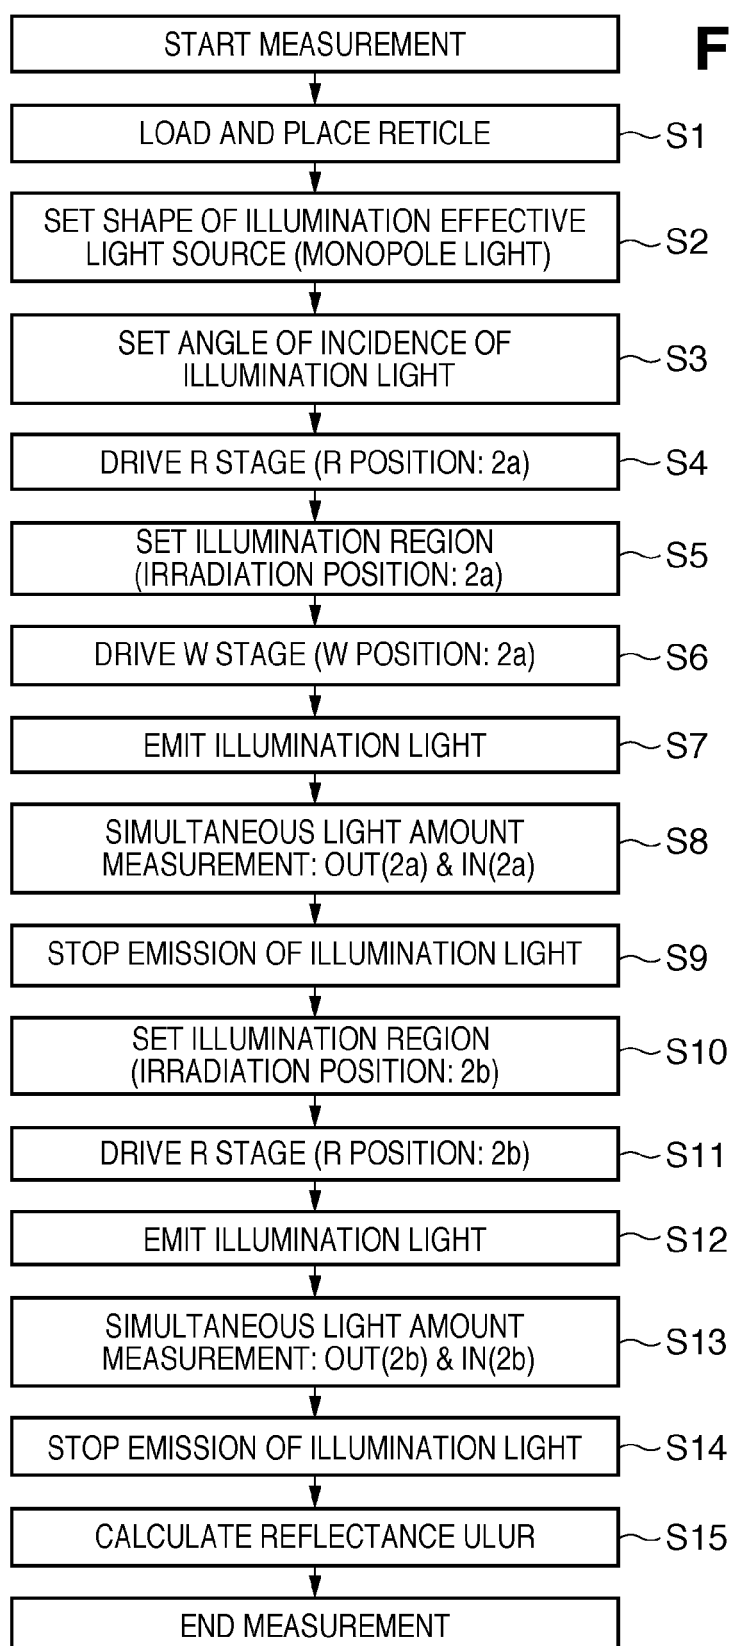 START MEASUREMENT
F
LOAD AND PLACE RETICLE
S1
SET SHAPE OF ILLUMINATION EFFECTIVE
LIGHT SOURCE (MONOPOLE LIGHT)
S2
SET ANGLE OF INCIDENCE OF
ILLUMINATION LIGHT
S3
DRIVE R STAGE (R POSITION: 2a)
S4
SET ILLUMINATION REGION
(IRRADIATION POSITION: 2a)
S5
DRIVE W STAGE (W POSITION: 2a)
S6
EMIT ILLUMINATION LIGHT
S7
SIMULTANEOUS LIGHT AMOUNT
MEASUREMENT: OUT(2a) & IN(2a)
S8
STOP EMISSION OF ILLUMINATION LIGHT
S9
SET ILLUMINATION REGION
(IRRADIATION POSITION: 2b)
S10
DRIVE R STAGE (R POSITION: 2b)
S11
EMIT ILLUMINATION LIGHT
S12
SIMULTANEOUS LIGHT AMOUNT
MEASUREMENT: OUT(2b) & IN(2b)
S13
STOP EMISSION OF ILLUMINATION LIGHT
S14
CALCULATE REFLECTANCE ULUR
S15
END MEASUREMENT